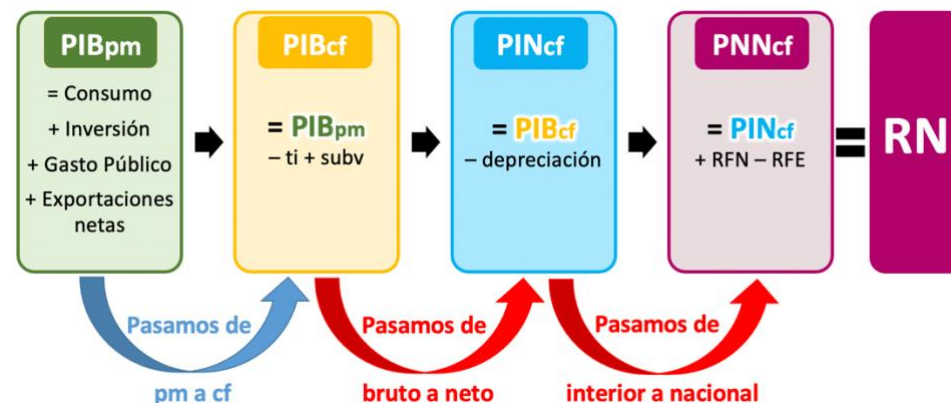 PIBpm
= Consumo
+ Inversión
+ Gasto Público
+ Exportaciones
netas
PIBcf
= PIBpm
– ti + subv
PINcf
= PIBcf
– depreciación
PNNcf
= PINcf
+ RFN – RFE
= RN
Pasamos de
pm a cf
Pasamos de
bruto a neto
Pasamos de
interior a nacional